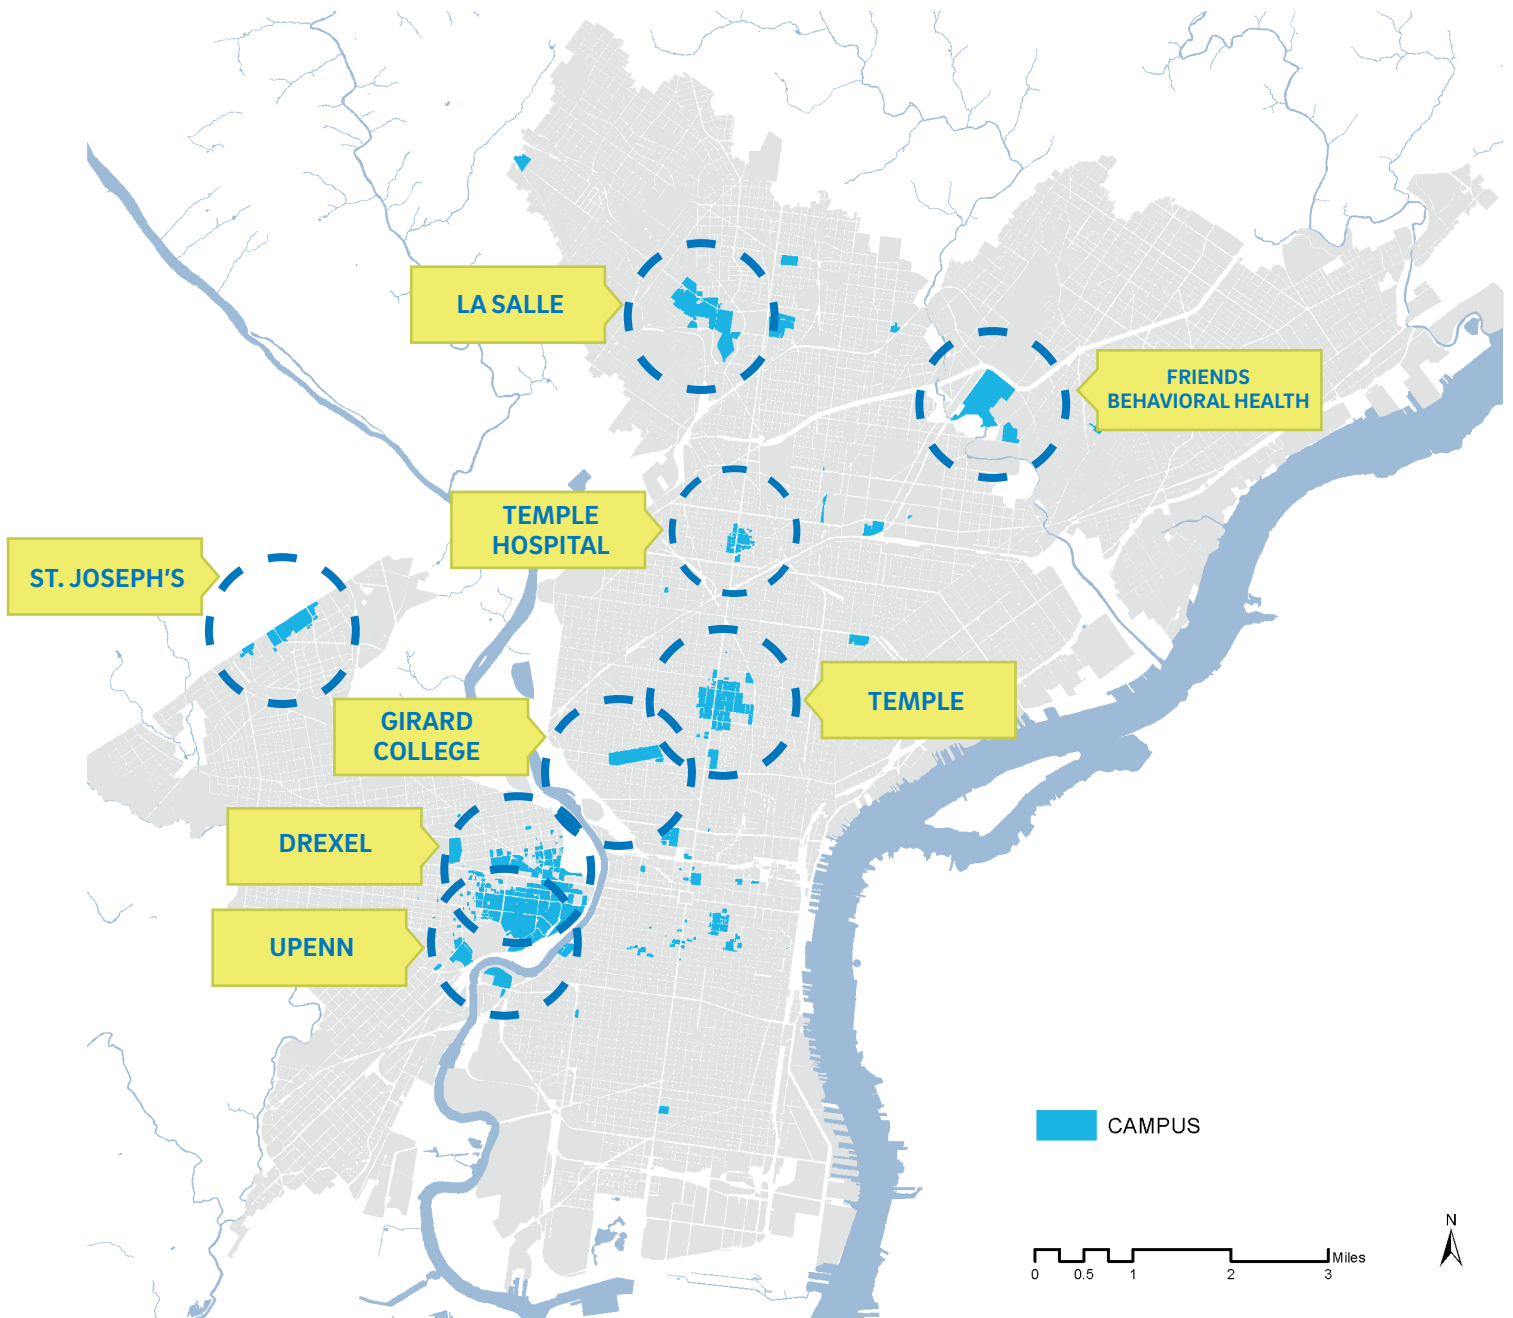 LA SALLE
FRIENDS
BEHAVIORAL HEALTH
TEMPLE
HOSPITAL
ST. JOSEPH'S
TEMPLE
GIRARD
COLLEGE
DREXEL
UPENN
CAMPUS
N
Miles
0 0.5 1 2 3